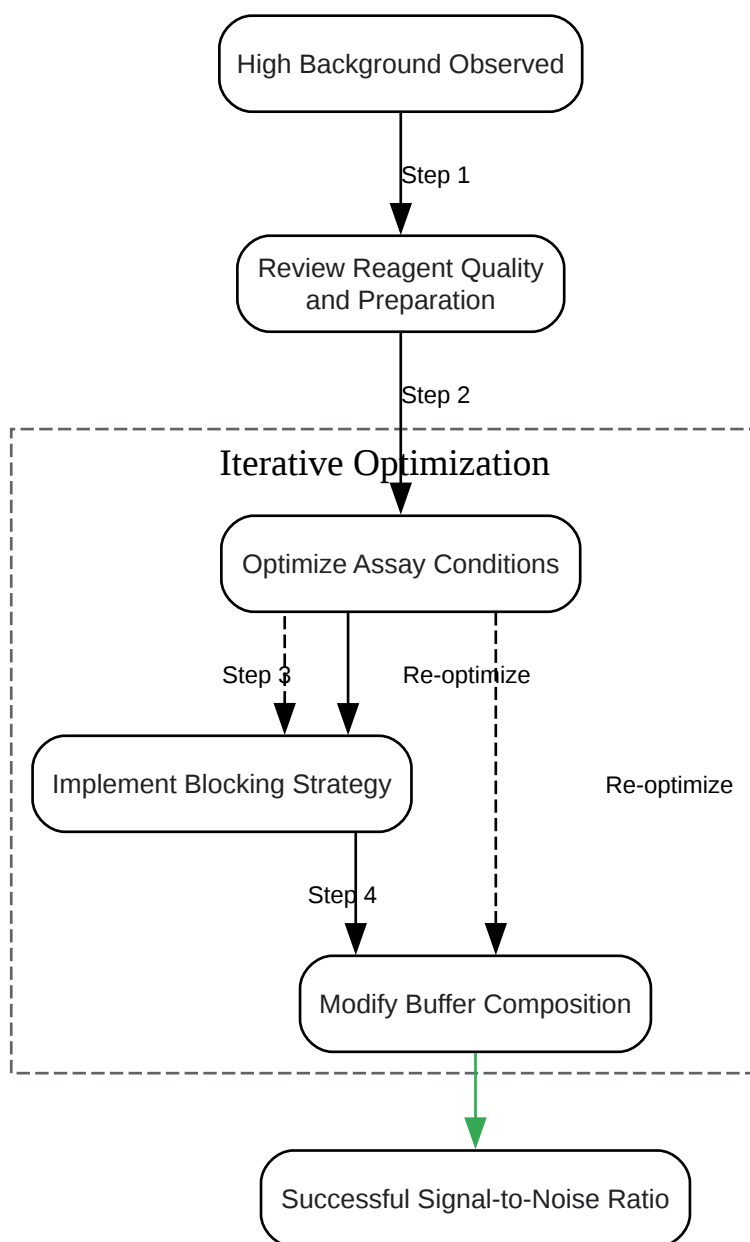 High Background Observed
Step 1
Review Reagent Quality
and Preparation
Step 2
Iterative Optimization
Optimize Assay Conditions
Step 3
Re-optimize
Implement Blocking Strategy
Re-optimize
Step 4
Modify Buffer Composition
Successful Signal-to-Noise Ratio